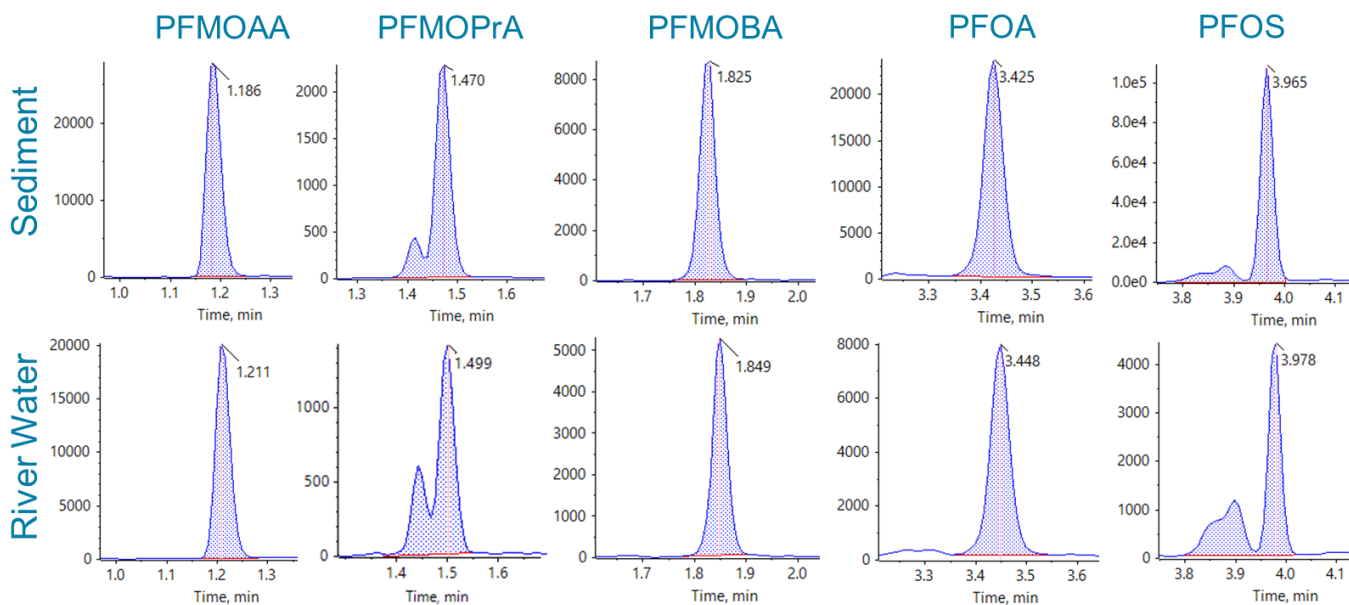 PFMOAA PFMOPrA PFMOBA PFOA PFOS
Sediment
20000
10000
0
1.186
1.0 1.1 1.2 1.3
Time, min
2000
1500
1000
500
0
1.470
1.3 1.4 1.5 1.6
Time, min
8000
6000
4000
2000
0
1.825
1.7 1.8 1.9 2.0
Time, min
20000
15000
10000
5000
0
3.425
3.3 3.4 3.5 3.6
Time, min
1.0e5
8.0e4
6.0e4
4.0e4
2.0e4
0.0e0
3.965
3.8 3.9 4.0 4.1
Time, min
River Water
20000
15000
10000
5000
0
1.211
1.0 1.1 1.2 1.3
Time, min
1000
500
0
1.499
1.4 1.5 1.6
Time, min
5000
4000
3000
2000
1000
0
1.849
1.7 1.8 1.9 2.0
Time, min
8000
6000
4000
2000
0
3.448
3.3 3.4 3.5 3.6
Time, min
4000
3000
2000
1000
0
3.978
3.8 3.9 4.0 4.1
Time, min